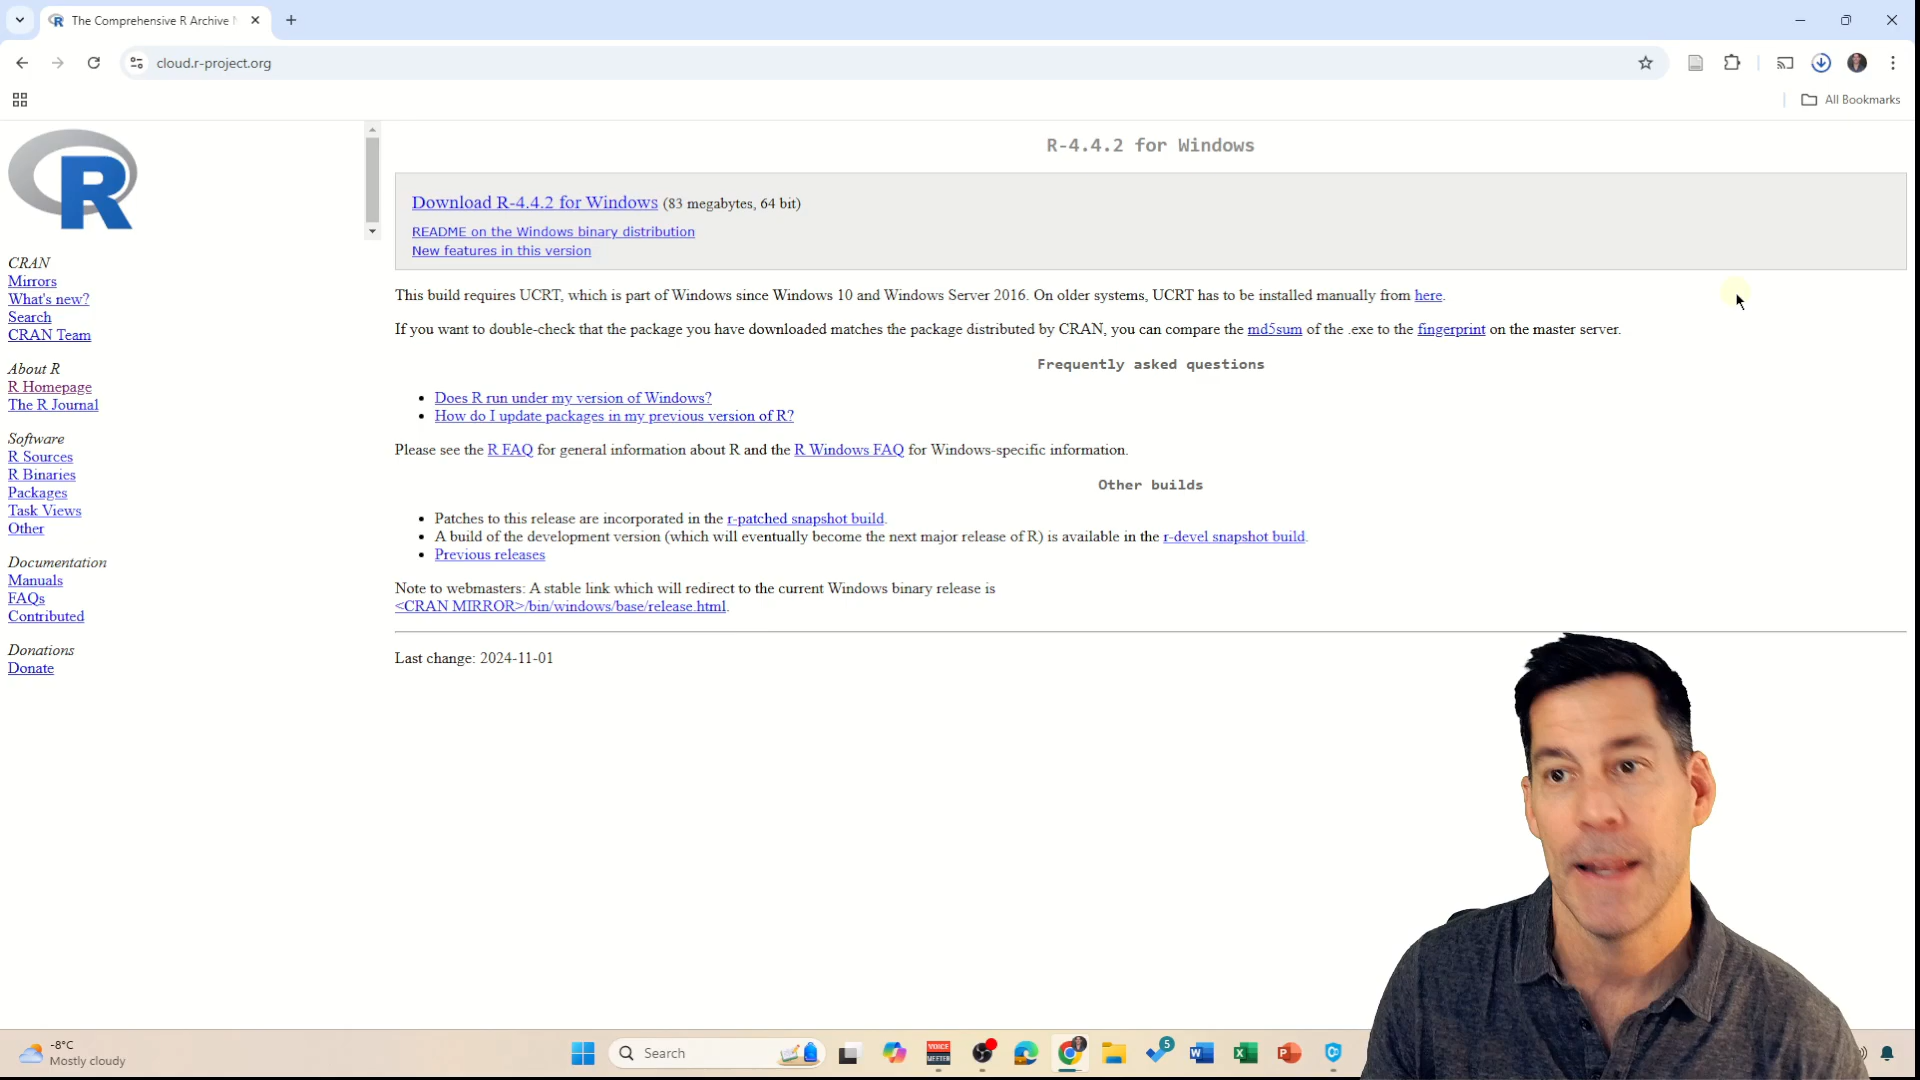 The Comprehensive R Archive
cloud.r-project.org
All Bookmarks
R
CRAN
Mirrors
What's new?
Search
CRAN Team
About R
R Homepage
The R Journal
Software
R Sources
R Binaries
Packages
Task Views
Other
Documentation
Manuals
FAQs
Contributed
Donations
Donate
R-4.4.2 for Windows
Download R-4.4.2 for Windows (83 megabytes, 64 bit)
README on the Windows binary distribution
New features in this version
This build requires UCRT, which is part of Windows since Windows 10 and Windows Server 2016. On older systems, UCRT has to be installed manually from here.
If you want to double-check that the package you have downloaded matches the package distributed by CRAN, you can compare the md5sum of the .exe to the fingerprint on the master server.
Frequently asked questions
• Does R run under my version of Windows?
• How do I update packages in my previous version of R?
Please see the R FAQ for general information about R and the R Windows FAQ for Windows-specific information.
Other builds
• Patches to this release are incorporated in the r-patched snapshot build.
• A build of the development version (which will eventually become the next major release of R) is available in the r-devel snapshot build.
• Previous releases
Note to webmasters: A stable link which will redirect to the current Windows binary release is
<CRAN MIRROR>/bin/windows/base/release.html.
Last change: 2024-11-01
-8°C
Mostly cloudy
Search
VOICE
MEETER
5
W
X
P